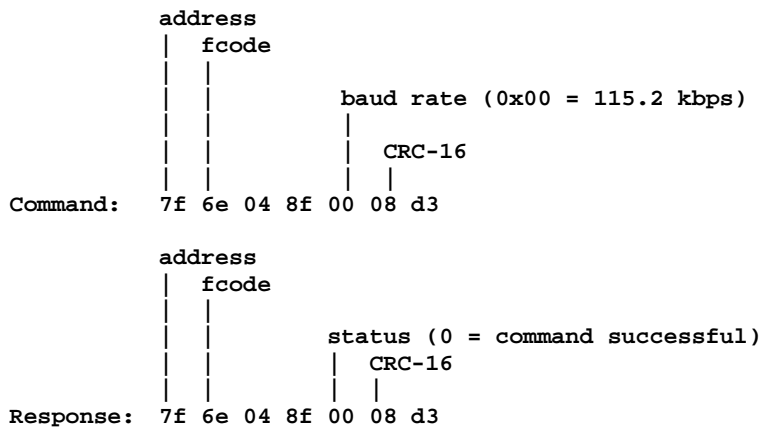 address
fcode
baud rate (0x00 = 115.2 kbps)
CRC-16
Command: 7f 6e 04 8f 00 08 d3
address
fcode
status (0 = command successful)
CRC-16
Response: 7f 6e 04 8f 00 08 d3